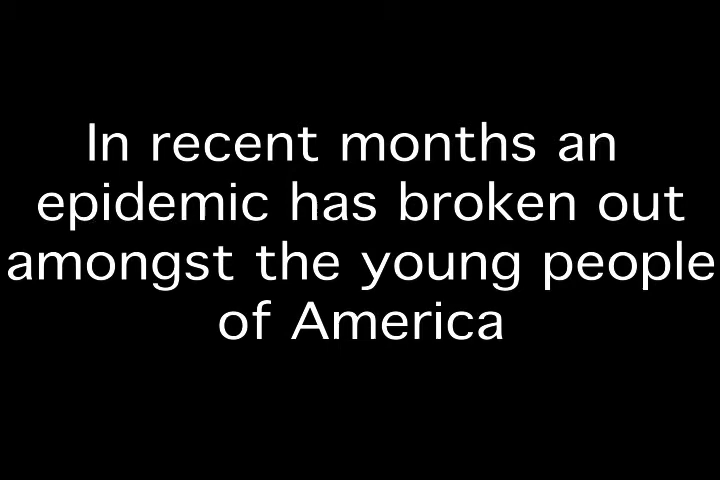 In recent months an
epidemic has broken out
amongst the young people
of America